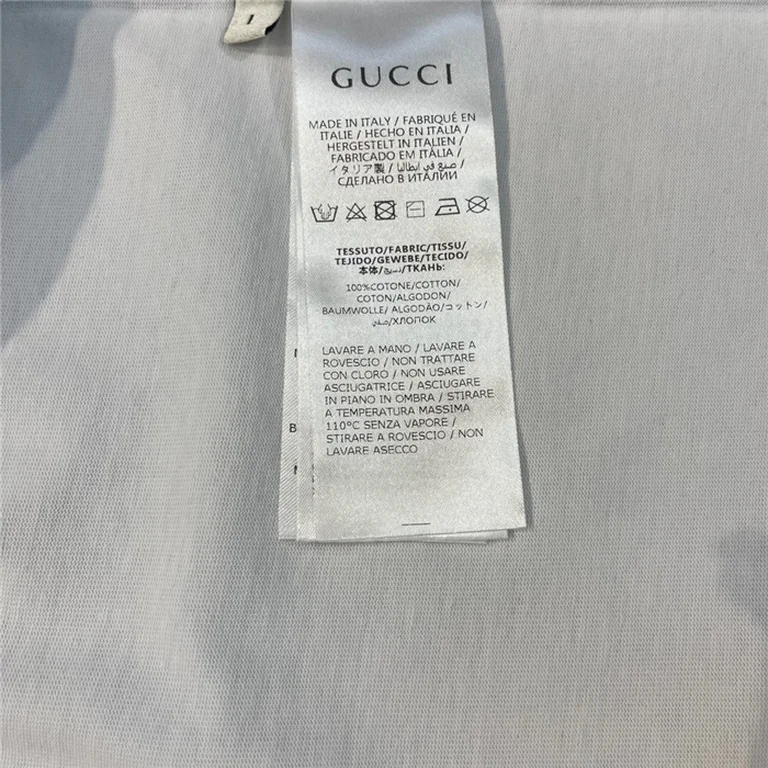 GUCCI
MADE IN ITALY / FABRIQUÉ EN
ITALIE / HECHO EN ITALIA /
HERGESTELT IN ITALIEN /
FABRICADO EM ITÁLIA /
イタリア製 / صنع في ايطاليا /
СДЕЛАНО В ИТАЛИИ
TESSUTO/FABRIC/TISSU/
TEJIDO/GEWEBE/TECIDO/
本体/نسيج/ТКАНЬ:
100%COTONE/COTTON/
COTON/ALGODON/
BAUMWOLLE/ ALGODÃO/コットン/
/ХЛОПОК
LAVARE A MANO / LAVARE A
ROVESCIO / NON TRATTARE
CON CLORO / NON USARE
ASCIUGATRICE / ASCIUGARE
IN PIANO IN OMBRA / STIRARE
A TEMPERATURA MASSIMA
110°C SENZA VAPORE /
STIRARE A ROVESCIO / NON
LAVARE ASECCO